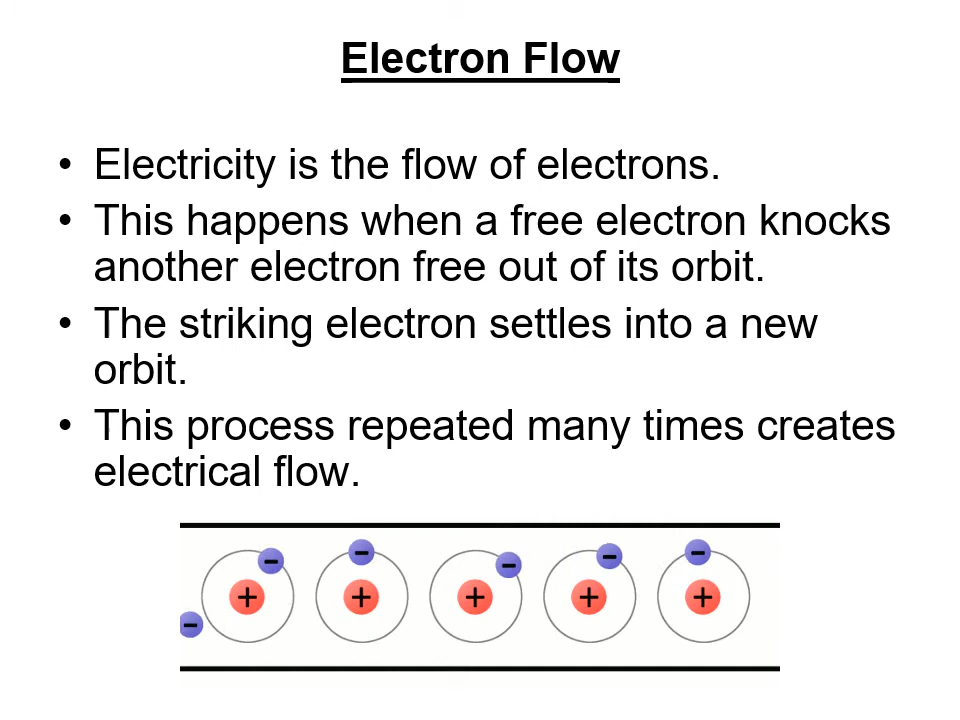 Electron Flow
• Electricity is the flow of electrons.
• This happens when a free electron knocks
another electron free out of its orbit.
• The striking electron settles into a new
orbit.
• This process repeated many times creates
electrical flow.
- - - - -
+ + + + +
-